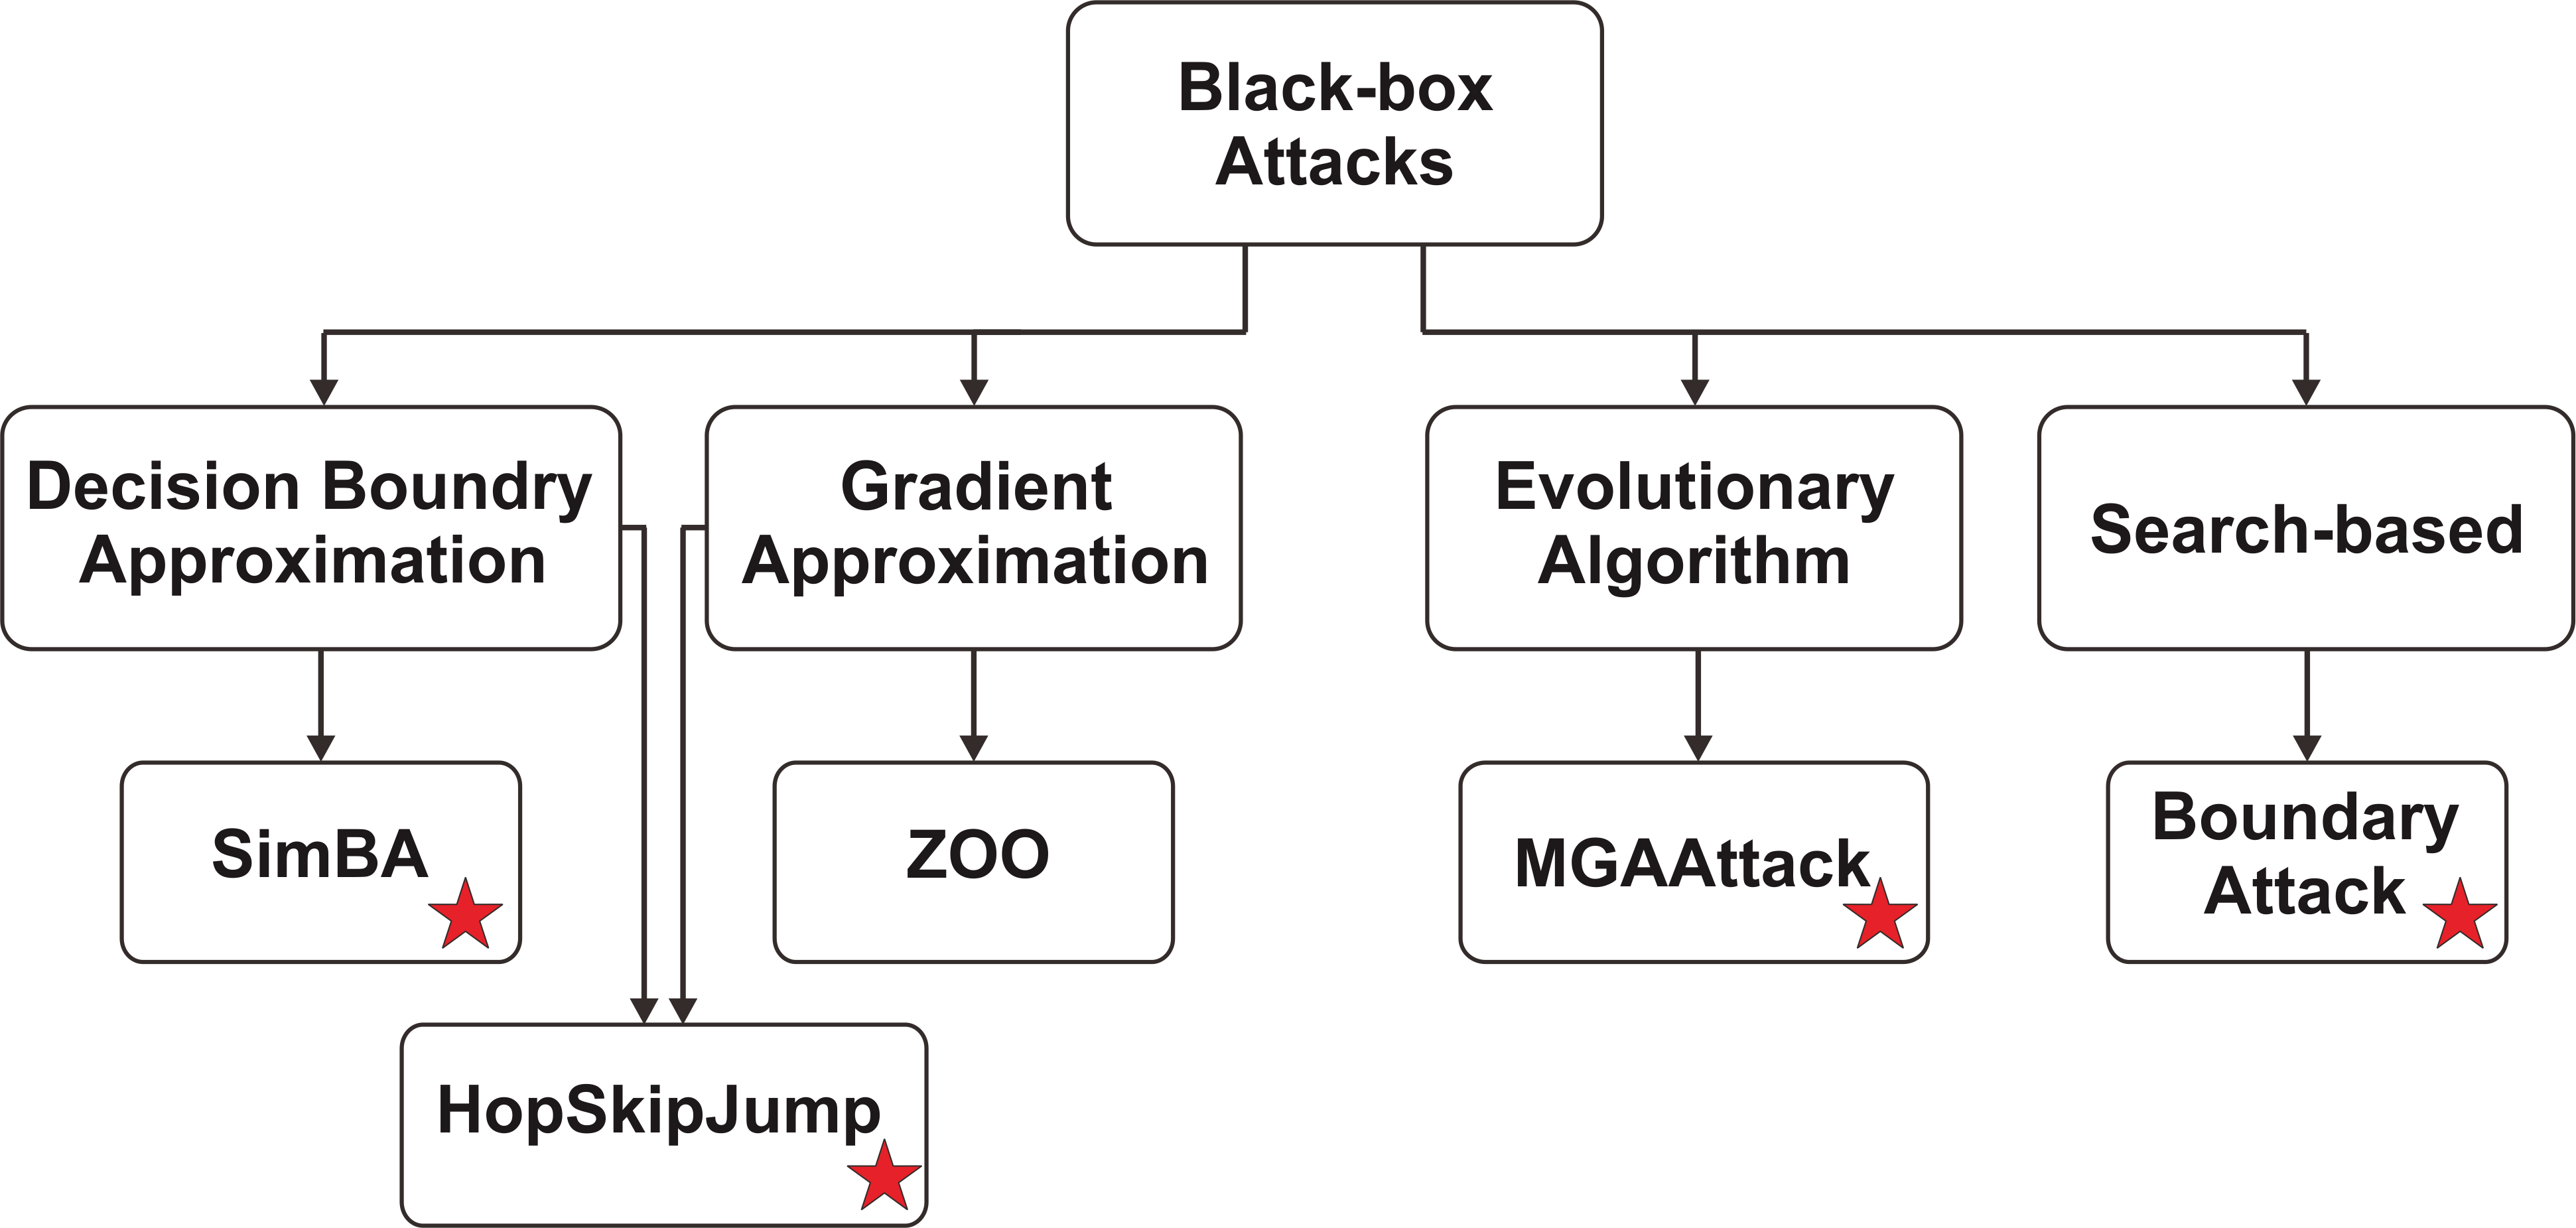 Black-box
Attacks
Decision Boundry
Approximation
Gradient
Approximation
Evolutionary
Algorithm
Search-based
SimBA
ZOO
MGAAttack
Boundary
Attack
HopSkipJump